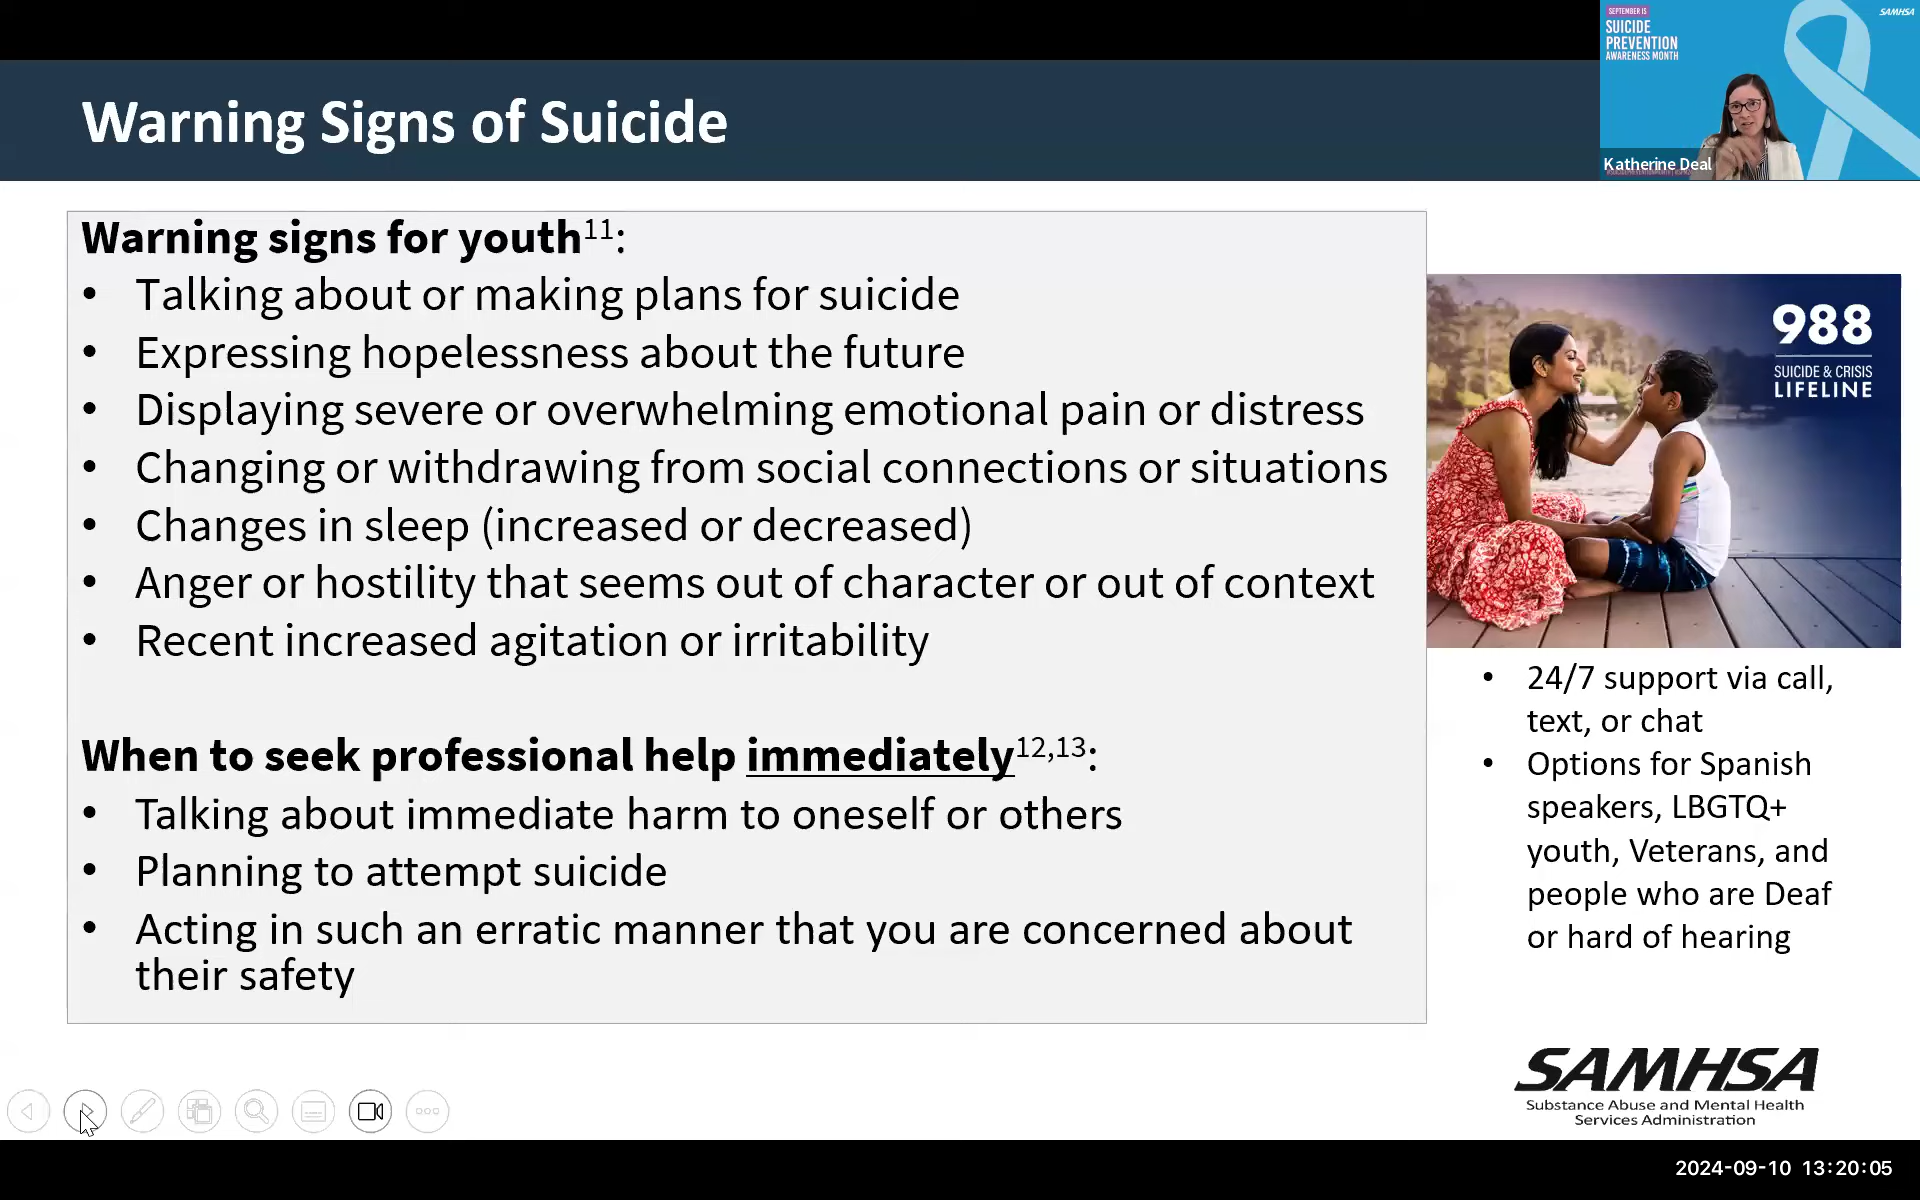 SEPTEMBER IS
SUICIDE
PREVENTION
AWARENESS MONTH
SAMHSA
Katherine Deal
Warning Signs of Suicide
Warning signs for youth11:
• Talking about or making plans for suicide
• Expressing hopelessness about the future
• Displaying severe or overwhelming emotional pain or distress
• Changing or withdrawing from social connections or situations
• Changes in sleep (increased or decreased)
• Anger or hostility that seems out of character or out of context
• Recent increased agitation or irritability
When to seek professional help immediately12,13:
• Talking about immediate harm to oneself or others
• Planning to attempt suicide
• Acting in such an erratic manner that you are concerned about
their safety
988
SUICIDE & CRISIS
LIFELINE
• 24/7 support via call,
text, or chat
• Options for Spanish
speakers, LBGTQ+
youth, Veterans, and
people who are Deaf
or hard of hearing
SAMHSA
Substance Abuse and Mental Health
Services Administration
2024-09-10 13:20:05